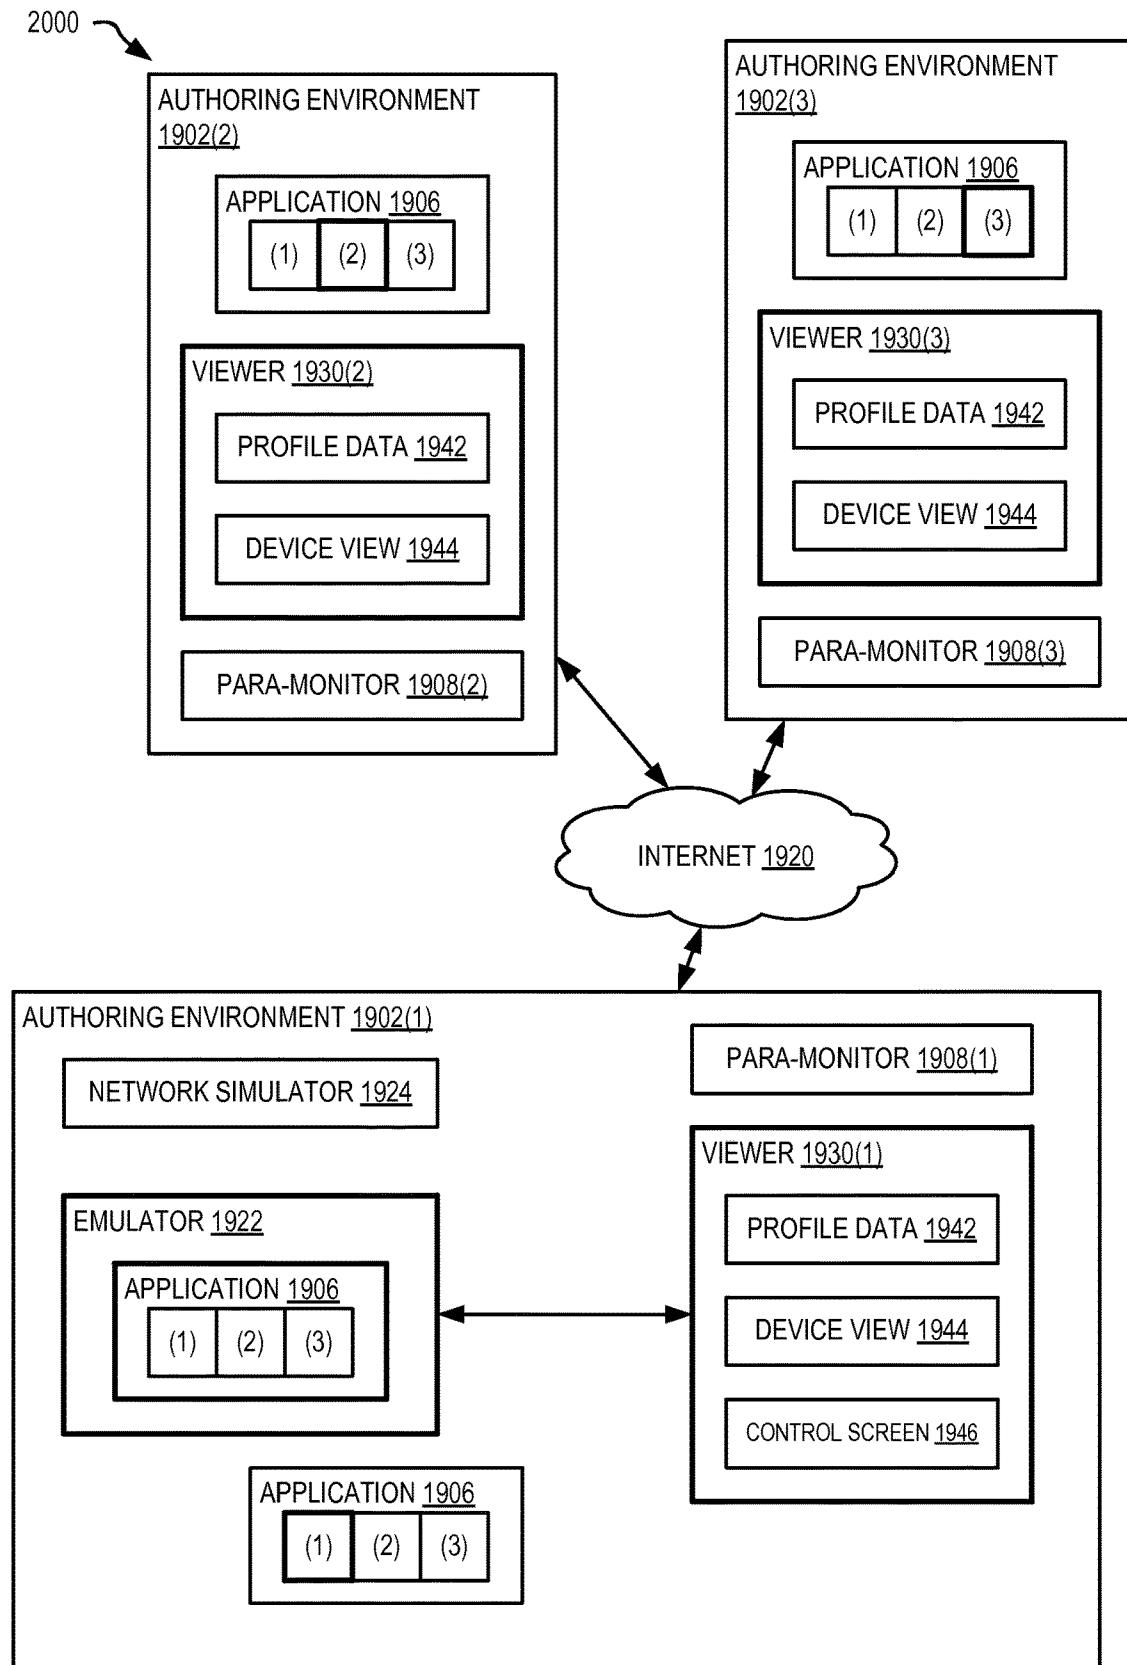 2000
AUTHORING ENVIRONMENT
1902(2)
APPLICATION 1906
(1) (2) (3)
VIEWER 1930(2)
PROFILE DATA 1942
DEVICE VIEW 1944
PARA-MONITOR 1908(2)
AUTHORING ENVIRONMENT
1902(3)
APPLICATION 1906
(1) (2) (3)
VIEWER 1930(3)
PROFILE DATA 1942
DEVICE VIEW 1944
PARA-MONITOR 1908(3)
INTERNET 1920
AUTHORING ENVIRONMENT 1902(1)
NETWORK SIMULATOR 1924
EMULATOR 1922
APPLICATION 1906
(1) (2) (3)
APPLICATION 1906
(1) (2) (3)
PARA-MONITOR 1908(1)
VIEWER 1930(1)
PROFILE DATA 1942
DEVICE VIEW 1944
CONTROL SCREEN 1946